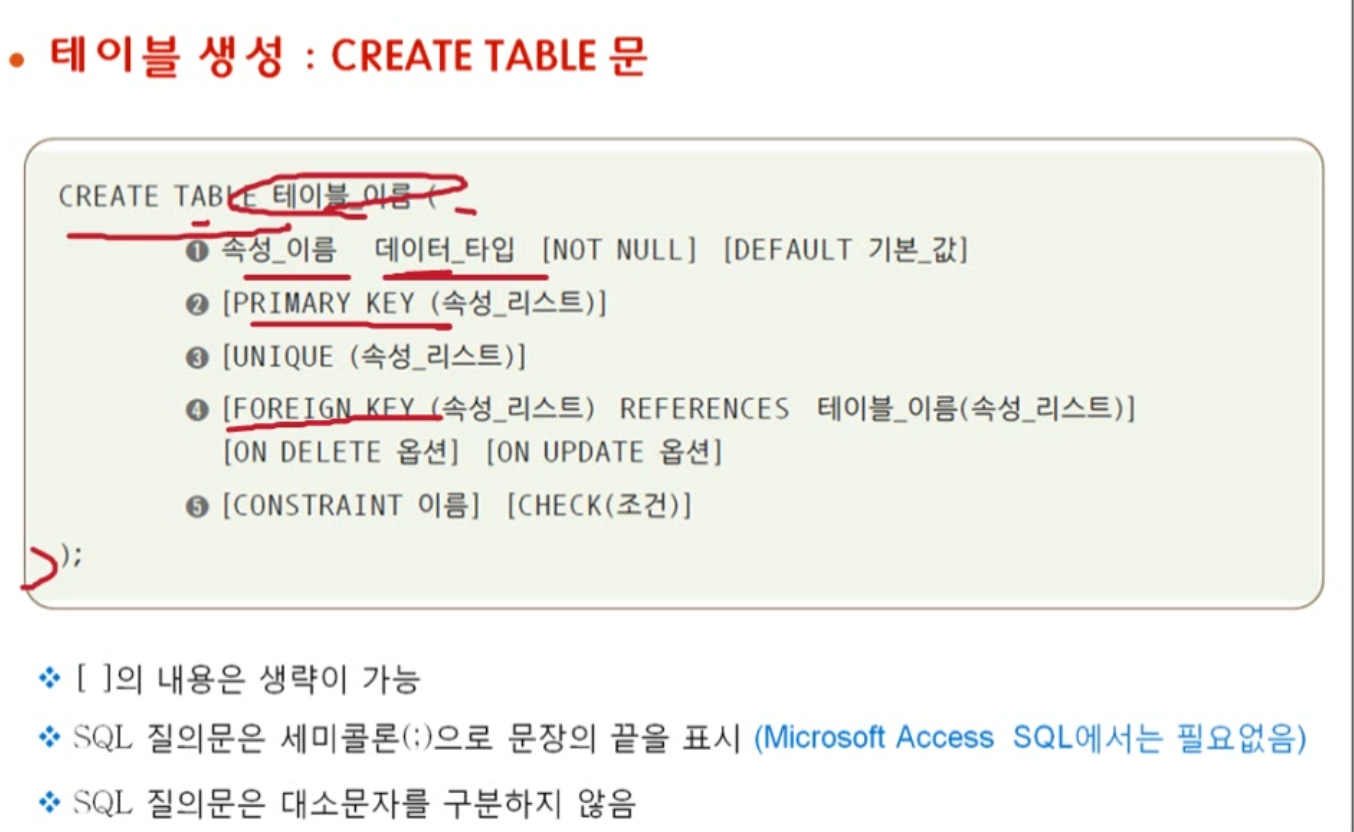 • 테이블 생성 : CREATE TABLE 문
CREATE TABLE 테이블_이름 (
❶ 속성_이름 데이터_타입 [NOT NULL] [DEFAULT 기본_값]
❷ [PRIMARY KEY (속성_리스트)]
❸ [UNIQUE (속성_리스트)]
❹ [FOREIGN KEY (속성_리스트) REFERENCES 테이블_이름(속성_리스트)]
[ON DELETE 옵션] [ON UPDATE 옵션]
❺ [CONSTRAINT 이름] [CHECK(조건)]
);
❖ [ ]의 내용은 생략이 가능
❖ SQL 질의문은 세미콜론(;)으로 문장의 끝을 표시 (Microsoft Access SQL에서는 필요없음)
❖ SQL 질의문은 대소문자를 구분하지 않음